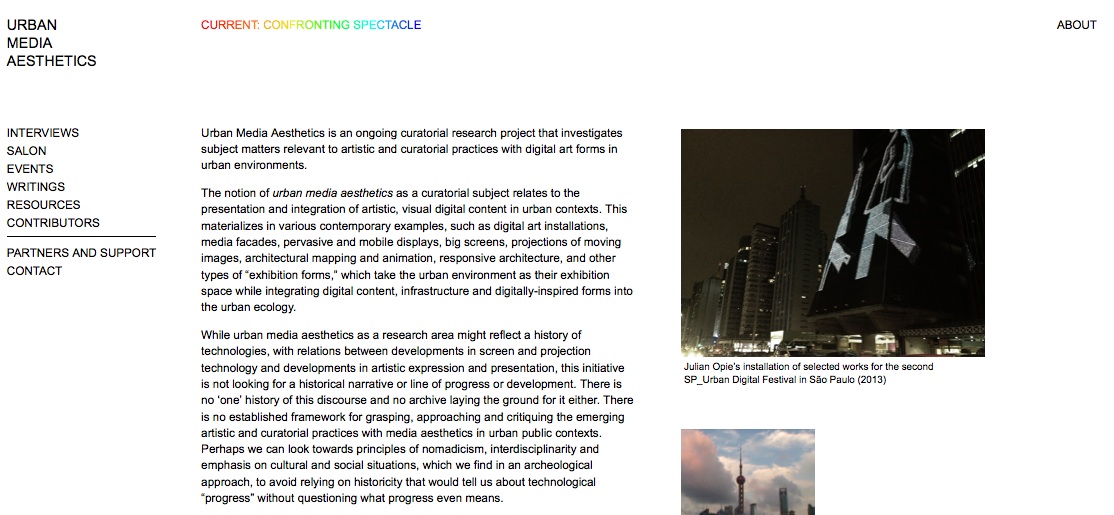 URBAN
MEDIA
AESTHETICS
CURRENT: CONFRONTING SPECTACLE
ABOUT
INTERVIEWS
SALON
EVENTS
WRITINGS
RESOURCES
CONTRIBUTORS
PARTNERS AND SUPPORT
CONTACT
Urban Media Aesthetics is an ongoing curatorial research project that investigates
subject matters relevant to artistic and curatorial practices with digital art forms in
urban environments.
The notion of urban media aesthetics as a curatorial subject relates to the
presentation and integration of artistic, visual digital content in urban contexts. This
materializes in various contemporary examples, such as digital art installations,
media facades, pervasive and mobile displays, big screens, projections of moving
images, architectural mapping and animation, responsive architecture, and other
types of “exhibition forms,” which take the urban environment as their exhibition
space while integrating digital content, infrastructure and digitally-inspired forms into
the urban ecology.
While urban media aesthetics as a research area might reflect a history of
technologies, with relations between developments in screen and projection
technology and developments in artistic expression and presentation, this initiative
is not looking for a historical narrative or line of progress or development. There is
no ‘one’ history of this discourse and no archive laying the ground for it either. There
is no established framework for grasping, approaching and critiquing the emerging
artistic and curatorial practices with media aesthetics in urban public contexts.
Perhaps we can look towards principles of nomadicism, interdisciplinarity and
emphasis on cultural and social situations, which we find in an archeological
approach, to avoid relying on historicity that would tell us about technological
“progress” without questioning what progress even means.
Julian Opie’s installation of selected works for the second
SP_Urban Digital Festival in São Paulo (2013)